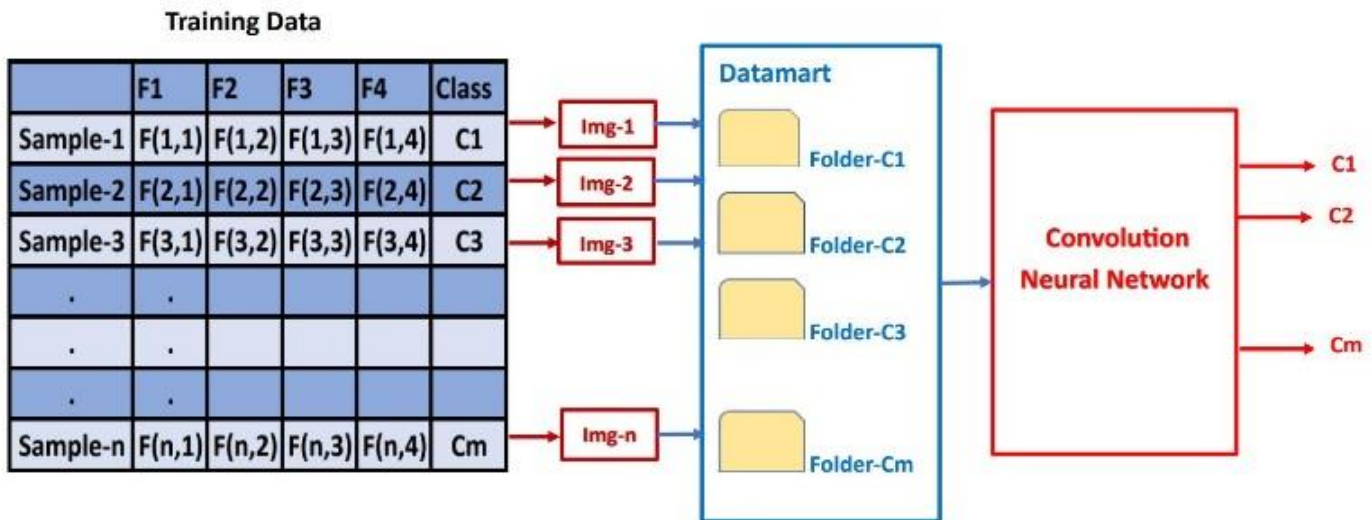 Training Data
F1 F2 F3 F4 Class
Sample-1 F(1,1) F(1,2) F(1,3) F(1,4) C1
Sample-2 F(2,1) F(2,2) F(2,3) F(2,4) C2
Sample-3 F(3,1) F(3,2) F(3,3) F(3,4) C3
. .
. .
. .
Sample-n F(n,1) F(n,2) F(n,3) F(n,4) Cm
Img-1
Img-2
Img-3
Img-n
Datamart
Folder-C1
Folder-C2
Folder-C3
Folder-Cm
Convolution
Neural Network
C1
C2
Cm